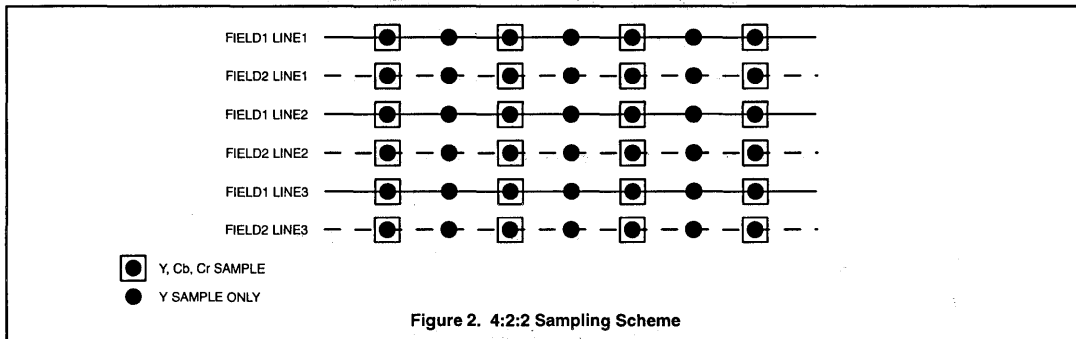 FIELD1 LINE1
FIELD2 LINE1
FIELD1 LINE2
FIELD2 LINE2
FIELD1 LINE3
FIELD2 LINE3
Y, Cb, Cr SAMPLE
Y SAMPLE ONLY
Figure 2. 4:2:2 Sampling Scheme